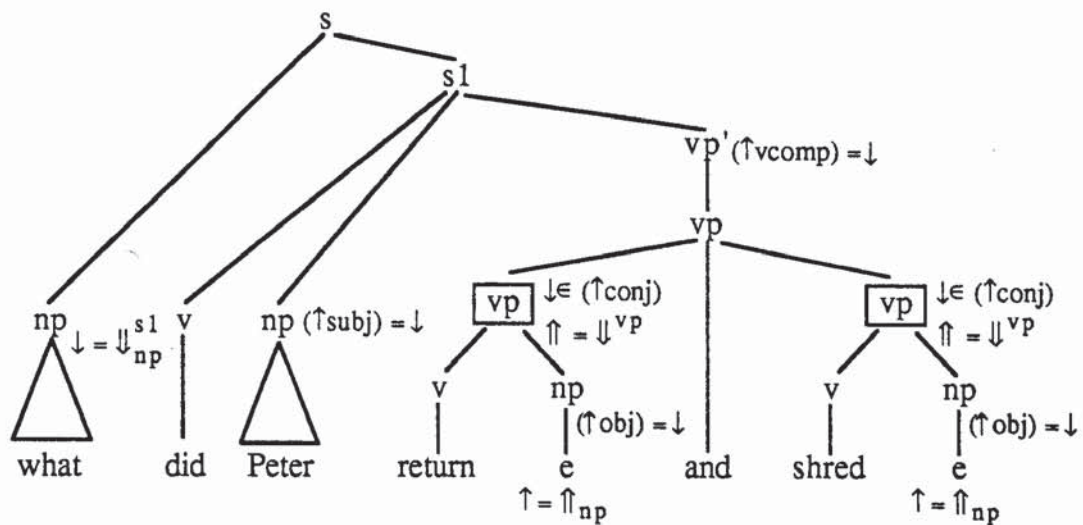 s
s1
vp' (↑vcomp) = ↓
vp
vp ↓∈ (↑conj) vp ↓∈ (↑conj)
np ↓ = ⇓ˢ¹ₙₚ v np (↑subj) = ↓ ⇑ = ⇓ᵛᵖ ⇑ = ⇓ᵛᵖ
v np v np
(↑obj) = ↓ (↑obj) = ↓
what did Peter return e and shred e
↑ = ⇑ₙₚ ↑ = ⇑ₙₚ